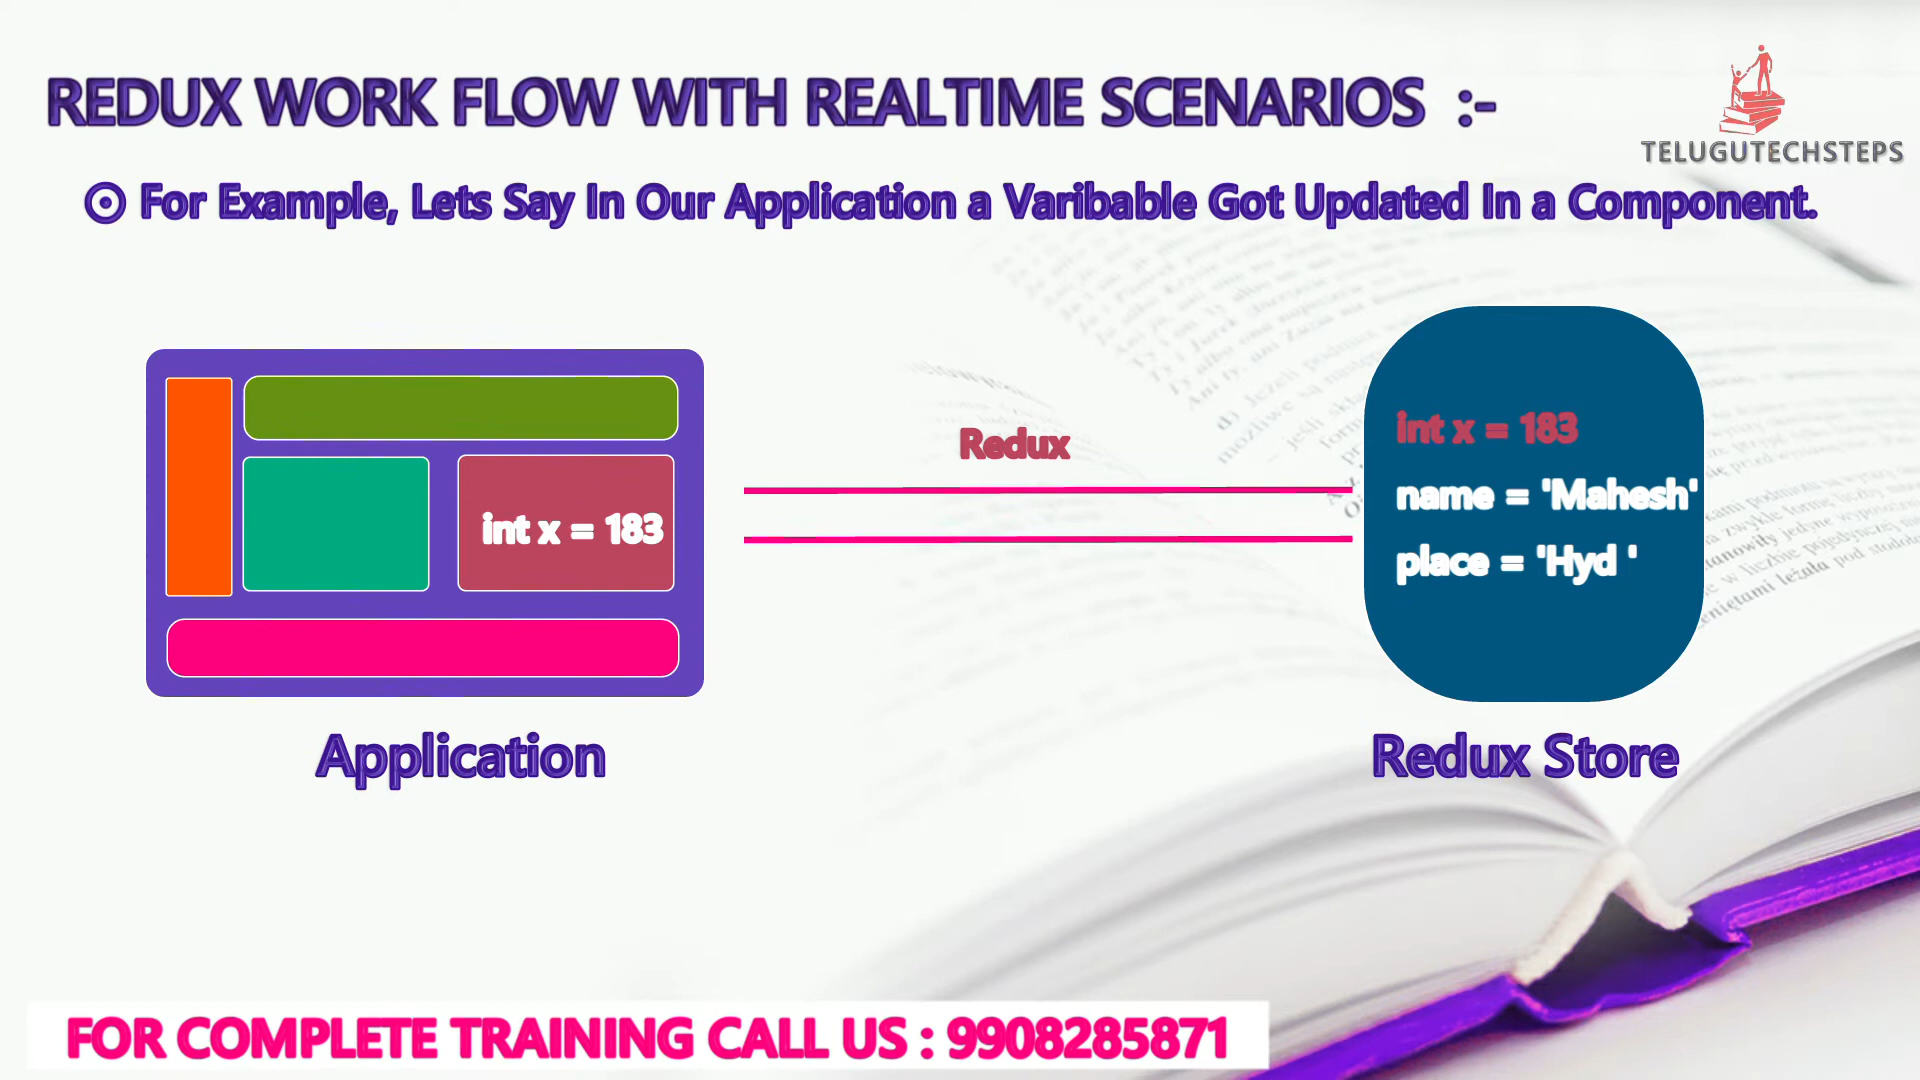 REDUX WORK FLOW WITH REALTIME SCENARIOS :-
TELUGUTECHSTEPS
⊙ For Example, Lets Say In Our Application a Varibable Got Updated In a Component.
Redux
int x = 183
int x = 183
name = 'Mahesh'
place = 'Hyd '
Application
Redux Store
FOR COMPLETE TRAINING CALL US : 9908285871